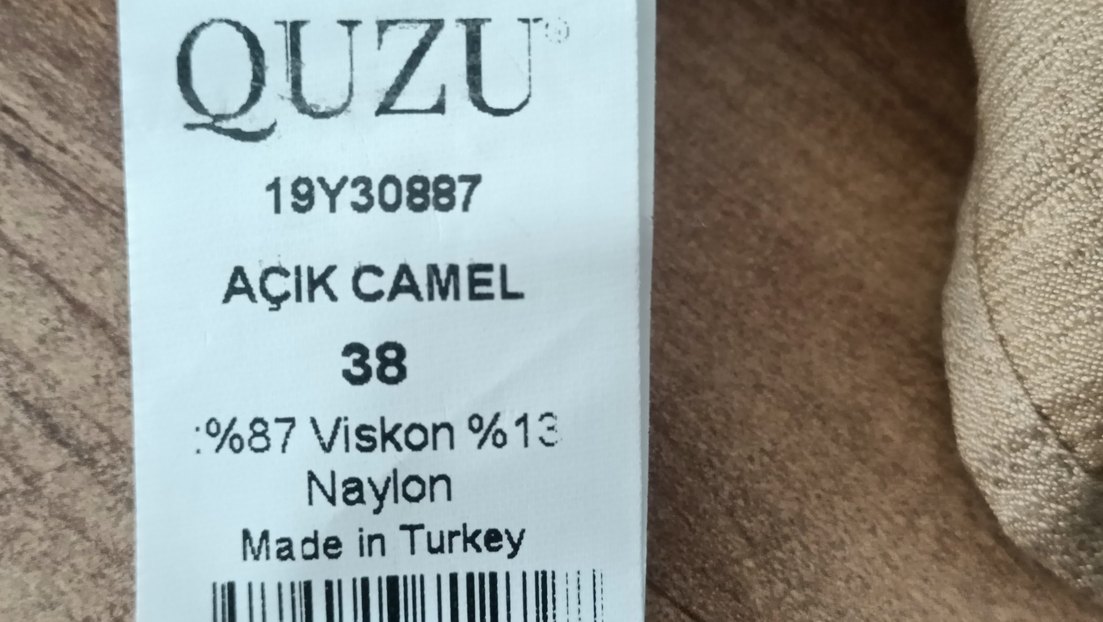 QUZU®
19Y30887
AÇIK CAMEL
38
:%87 Viskon %13
Naylon
Made in Turkey